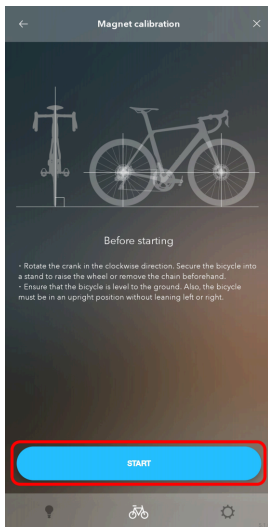 Magnet calibration
Before starting
・Rotate the crank in the clockwise direction. Secure the bicycle into
a stand to raise the wheel or remove the chain beforehand.
・Ensure that the bicycle is level to the ground. Also, the bicycle
must be in an upright position without leaning left or right.
START